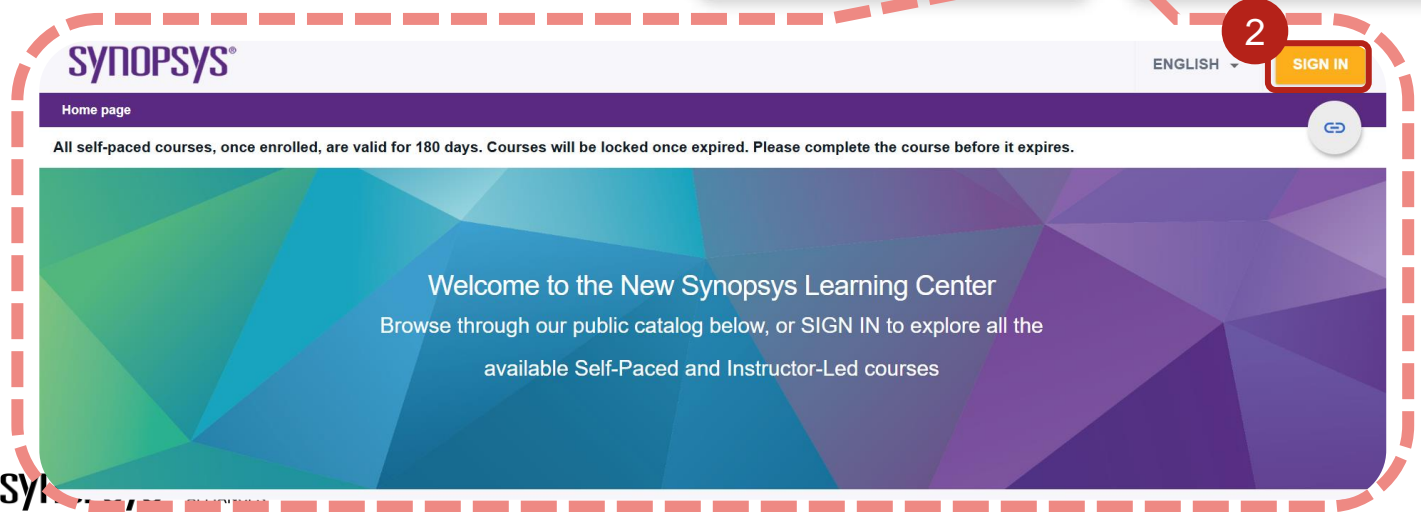 2
SYNOPSYS®
ENGLISH
SIGN IN
Home page
All self-paced courses, once enrolled, are valid for 180 days. Courses will be locked once expired. Please complete the course before it expires.
Welcome to the New Synopsys Learning Center
Browse through our public catalog below, or SIGN IN to explore all the
available Self-Paced and Instructor-Led courses